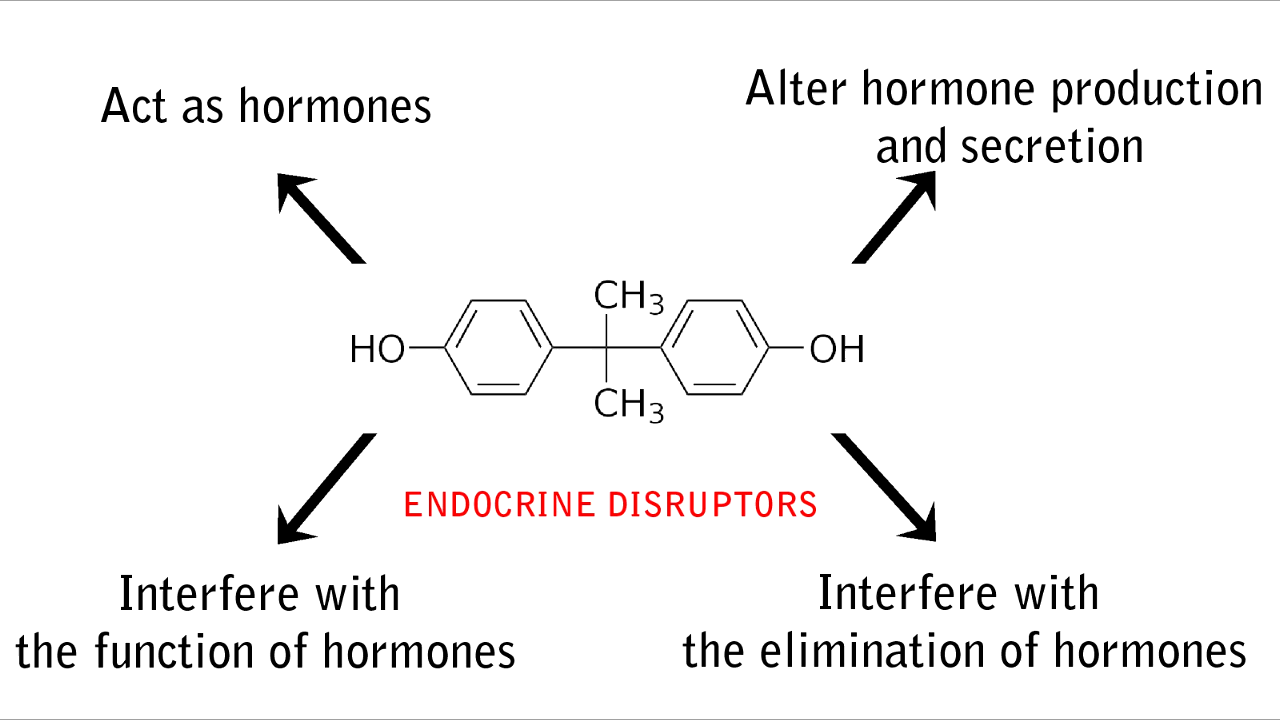 Act as hormones
Alter hormone production
and secretion
CH₃
HO
OH
CH₃
ENDOCRINE DISRUPTORS
Interfere with
the function of hormones
Interfere with
the elimination of hormones